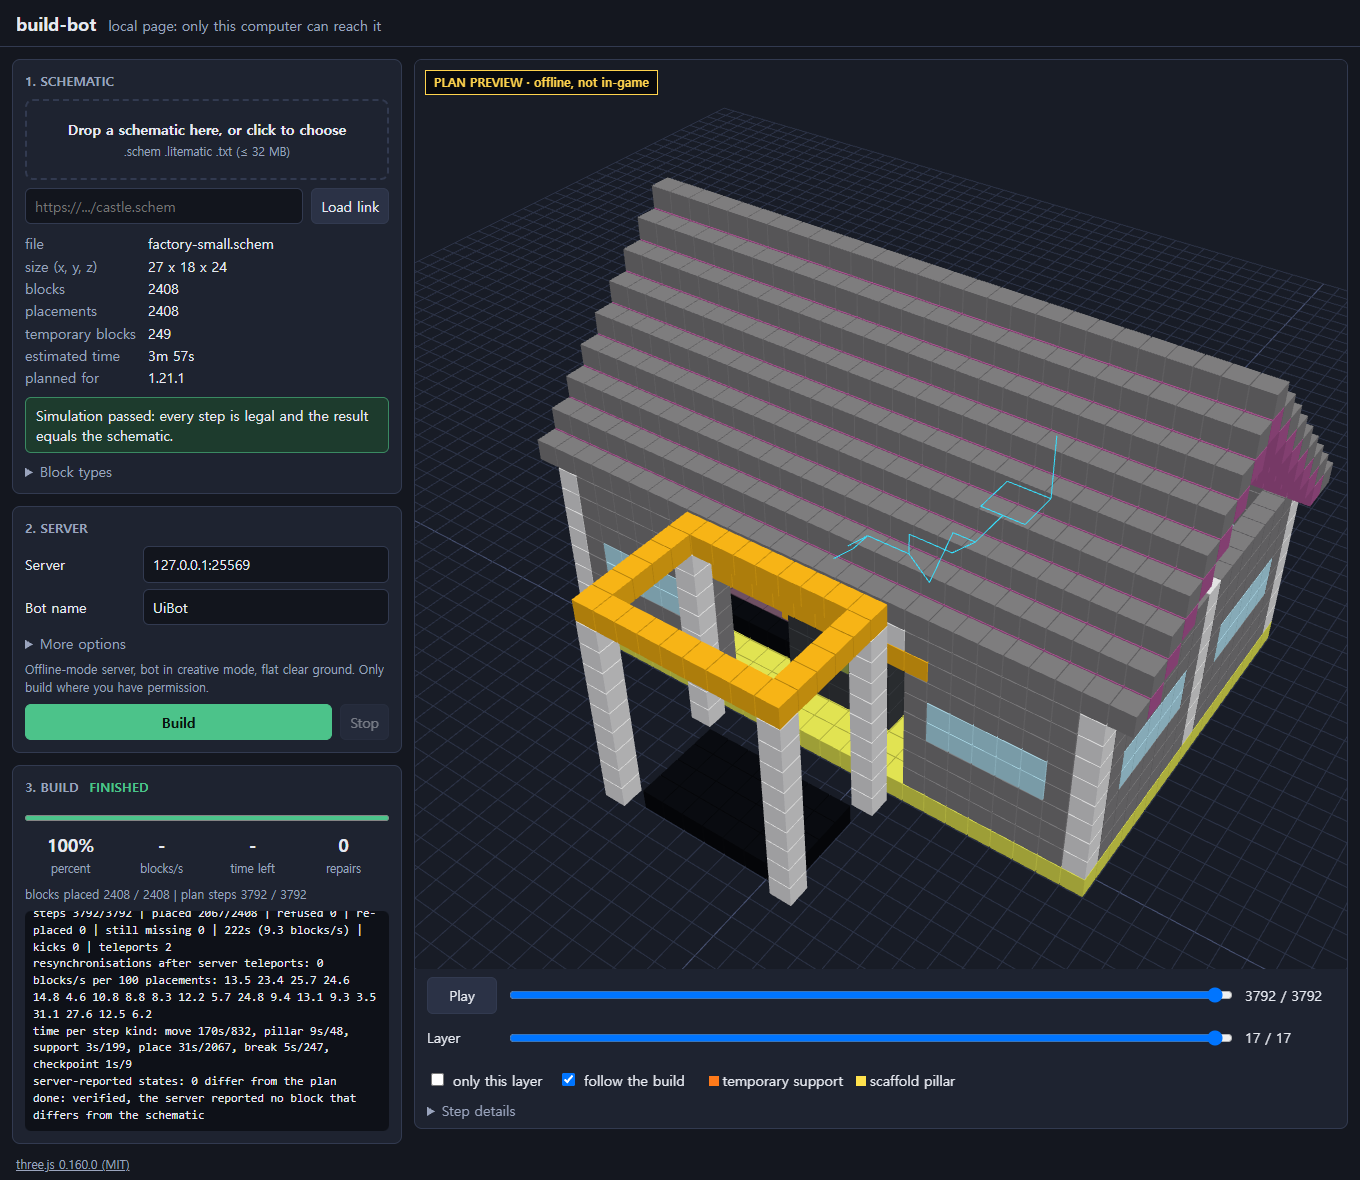 build-bot local page: only this computer can reach it
1. SCHEMATIC
Drop a schematic here, or click to choose
.schem .litematic .txt (≤ 32 MB)
https://.../castle.schem
Load link
file factory-small.schem
size (x, y, z) 27 x 18 x 24
blocks 2408
placements 2408
temporary blocks 249
estimated time 3m 57s
planned for 1.21.1
Simulation passed: every step is legal and the result
equals the schematic.
▶ Block types
2. SERVER
Server 127.0.0.1:25569
Bot name UiBot
▶ More options
Offline-mode server, bot in creative mode, flat clear ground. Only
build where you have permission.
Build
Stop
3. BUILD FINISHED
100% - - 0
percent blocks/s time left repairs
blocks placed 2408 / 2408 | plan steps 3792 / 3792
steps 3792/3792 | placed 2067/2408 | refused 0 | re-
placed 0 | still missing 0 | 222s (9.3 blocks/s) |
kicks 0 | teleports 2
resynchronisations after server teleports: 0
blocks/s per 100 placements: 13.5 23.4 25.7 24.6
14.8 4.6 10.8 8.8 8.3 12.2 5.7 24.8 9.4 13.1 9.3 3.5
31.1 27.6 12.5 6.2
time per step kind: move 170s/832, pillar 9s/48,
support 3s/199, place 31s/2067, break 5s/247,
checkpoint 1s/9
server-reported states: 0 differ from the plan
done: verified, the server reported no block that
differs from the schematic
three.js 0.160.0 (MIT)
PLAN PREVIEW · offline, not in-game
Play 3792 / 3792
Layer 17 / 17
only this layer follow the build temporary support scaffold pillar
▶ Step details